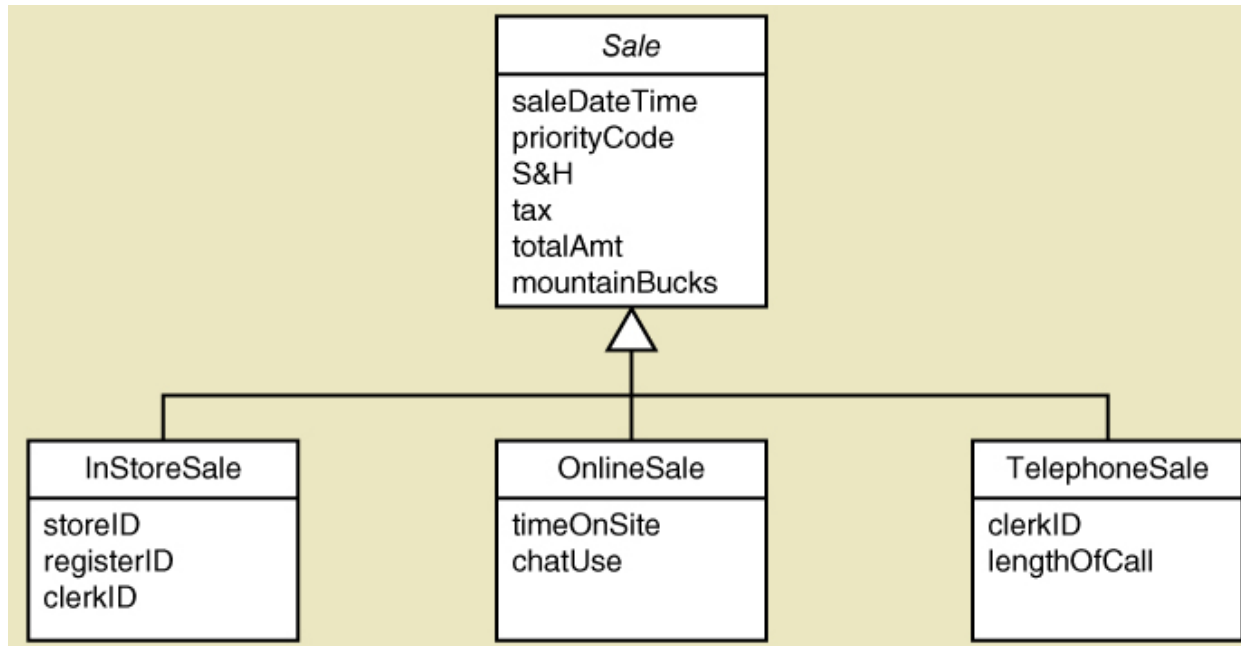 Sale
saleDateTime
priorityCode
S&H
tax
totalAmt
mountainBucks
InStoreSale
storeID
registerID
clerkID
OnlineSale
timeOnSite
chatUse
TelephoneSale
clerkID
lengthOfCall